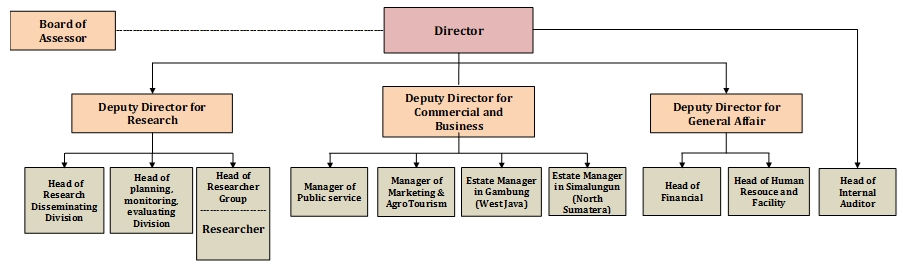 Board of
Assessor
Director
Deputy Director for
Research
Deputy Director for
Commercial and
Business
Deputy Director for
General Affair
Head of
Research
Disseminating
Division
Head of
planning,
monitoring,
evaluating
Division
Head of
Researcher
Group
Researcher
Manager of
Public service
Manager of
Marketing &
AgroTourism
Estate Manager
in Gambung
(West Java)
Estate Manager
in Simalungun
(North
Sumatera)
Head of
Financial
Head of Human
Resouce and
Facility
Head of
Internal
Auditor